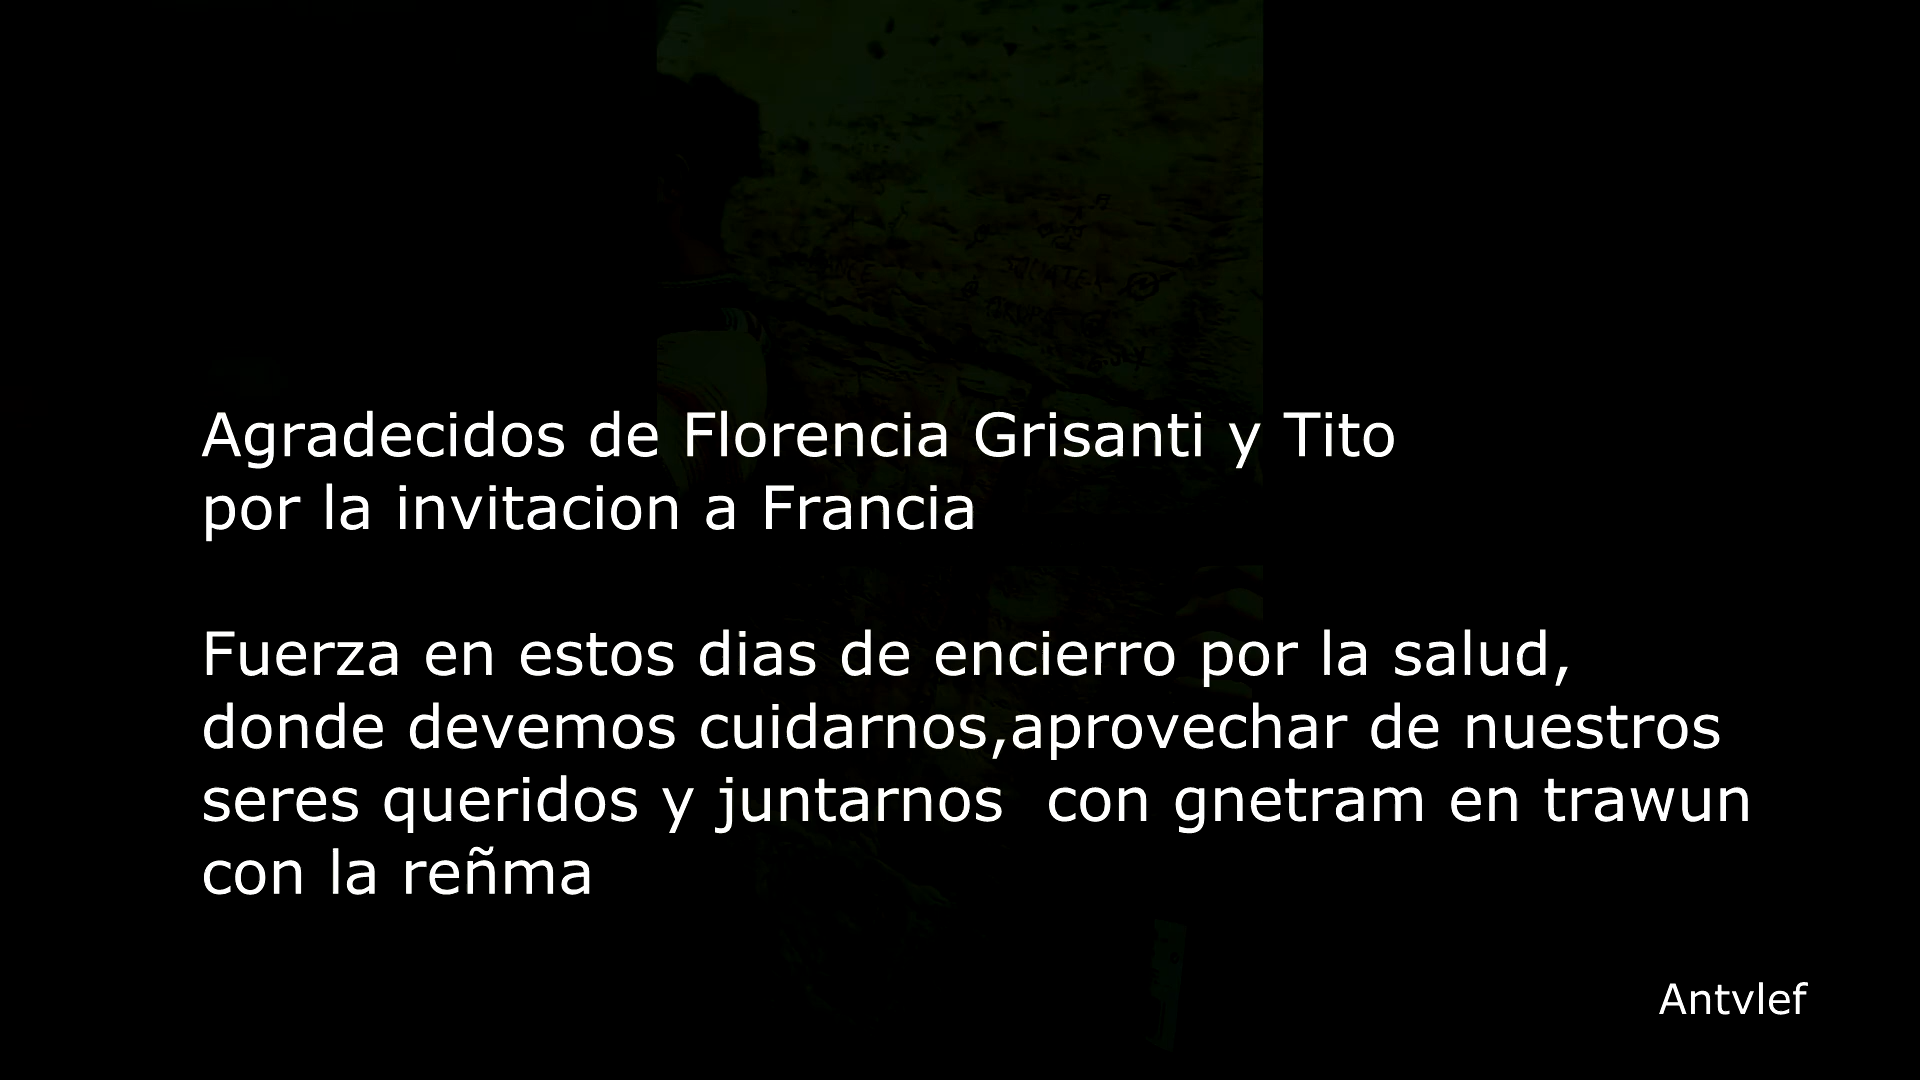 Agradecidos de Florencia Grisanti y Tito
por la invitacion a Francia
Fuerza en estos dias de encierro por la salud,
donde devemos cuidarnos,aprovechar de nuestros
seres queridos y juntarnos  con gnetram en trawun
con la reñma
Antvlef